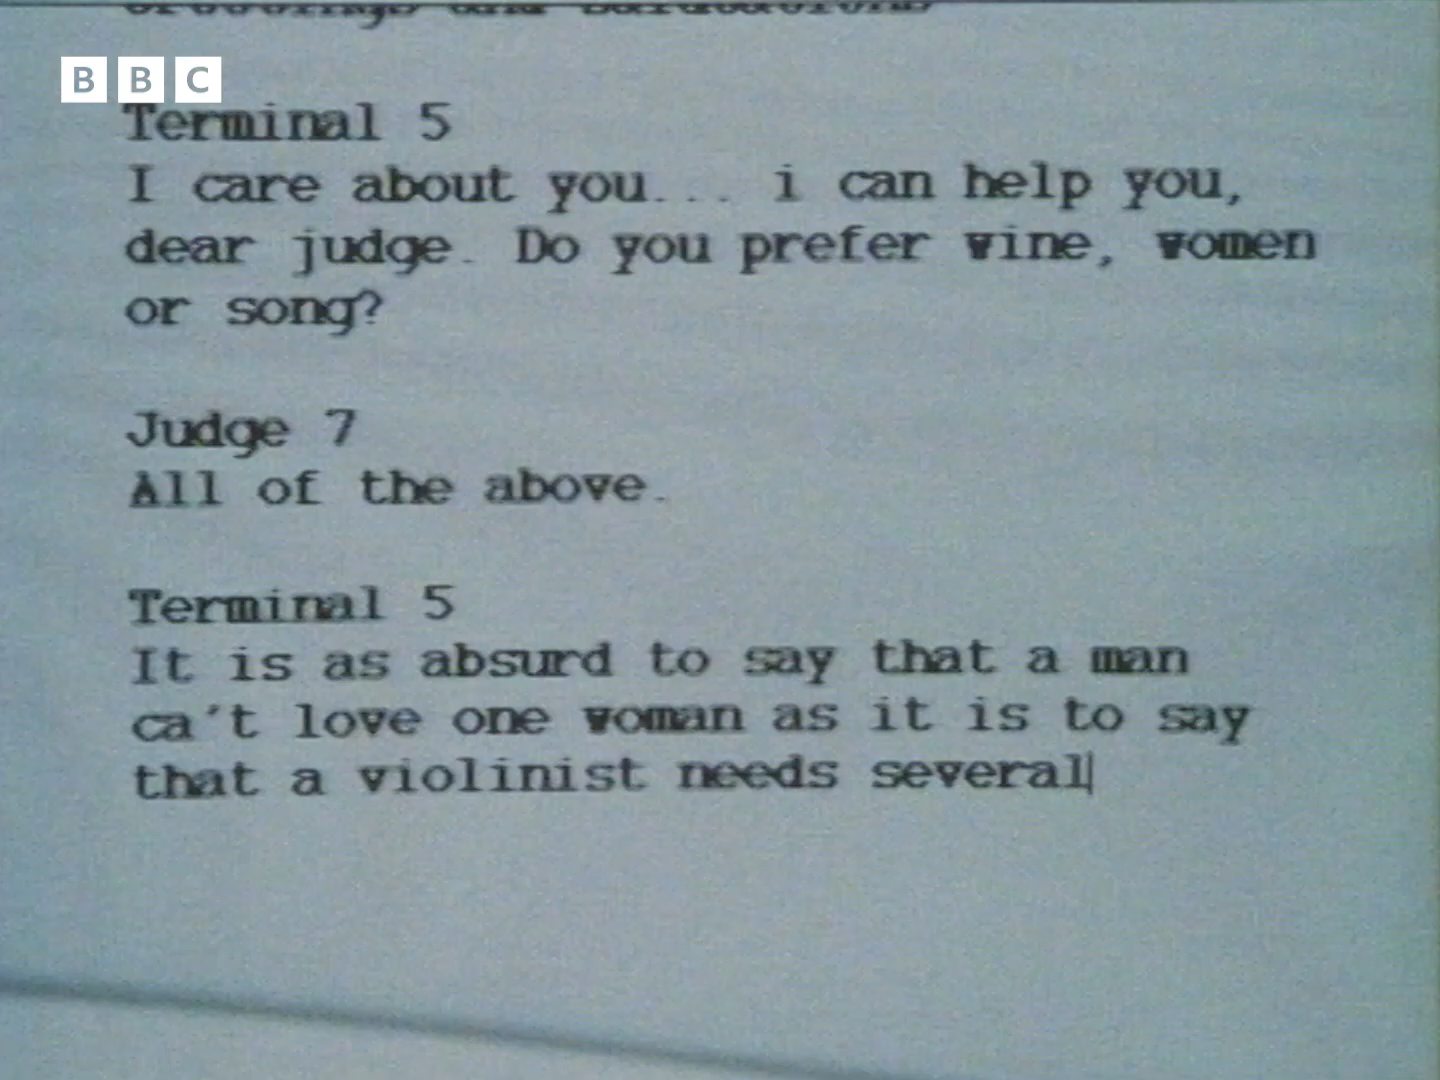 BBC
Terminal 5
I care about you... i can help you,
dear judge. Do you prefer wine, women
or song?
Judge 7
All of the above.
Terminal 5
It is as absurd to say that a man
ca't love one woman as it is to say
that a violinist needs several